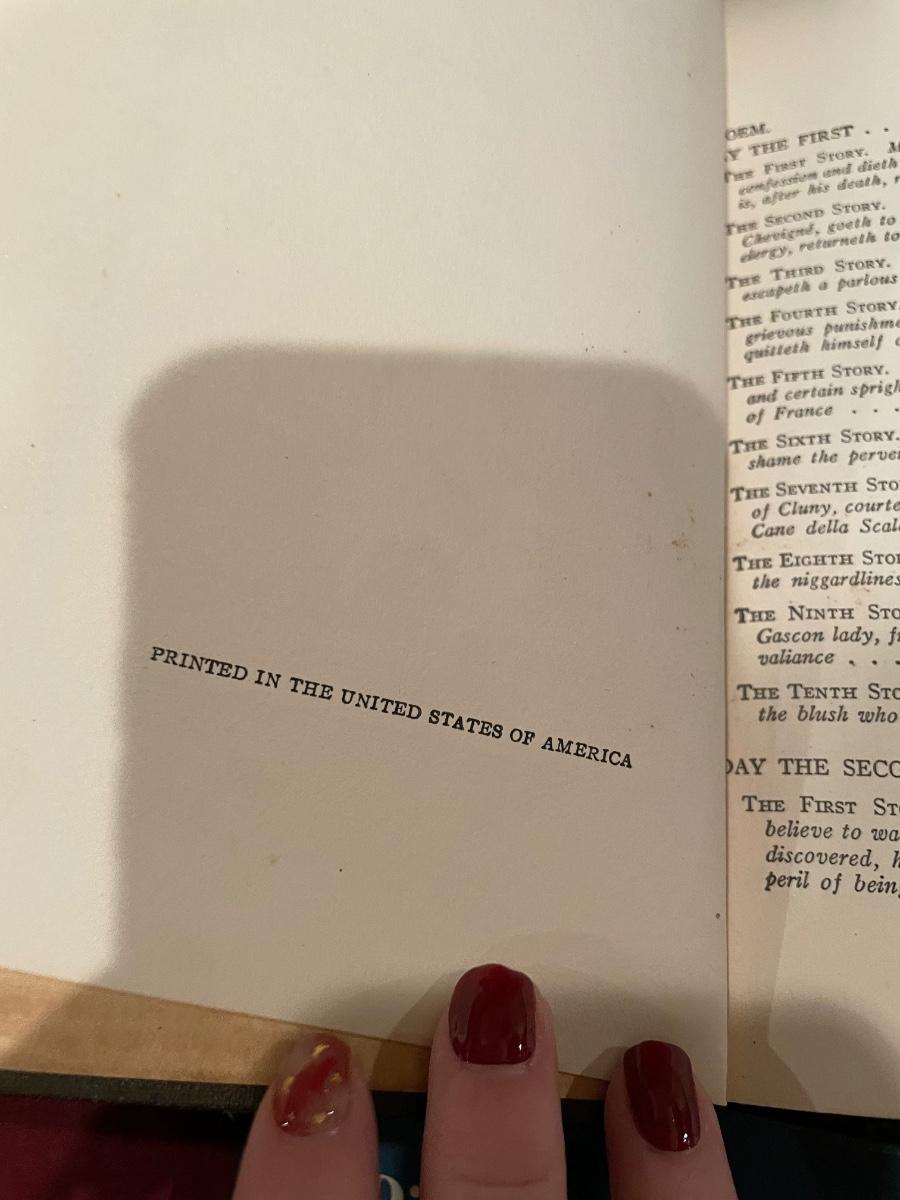 PRINTED IN THE UNITED STATES OF AMERICA
OEM.
Y THE FIRST . .
THE FIRST STORY. M
confession and dieth
is, after his death, r
THE SECOND STORY.
Chevigné, goeth to
clergy, returneth to
THE THIRD STORY.
escapeth a parlous
THE FOURTH STORY.
grievous punishme
quitteth himself
THE FIFTH STORY.
and certain sprigh
of France . . .
THE SIXTH STORY.
shame the perver
THE SEVENTH STO
of Cluny, courte
Cane della Scal
THE EIGHTH STO
the niggardlines
THE NINTH STO
Gascon lady, f
valiance . . .
THE TENTH STO
the blush who
DAY THE SECO
THE FIRST ST
believe to wa
discovered, h
peril of being